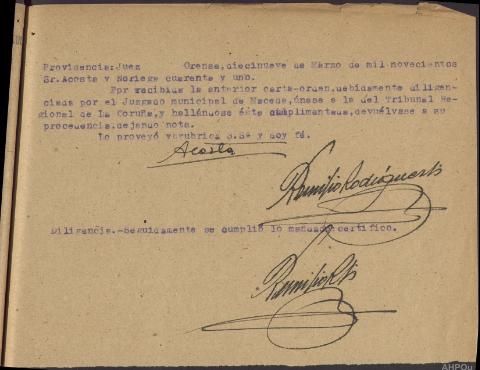 Providencia:Juez Orense,diecinueve de Marzo de mil novecientos
Sr.Acosta y Noriega cuarenta y uno.
Por recibida la anterior carta-orden,debidamente diligen-
ciada por el Juzgado municipal de Maceda,únase a la del Tribunal Re-
gional de La Coruña,y hallándose ésta cumplimentada,devuélvase a su
procedencia,dejando nota.
Lo proveyó y rubrica S.Sª y doy fé.
Acosta
Remigio Rodríguez
Diligencia.-Seguidamente se cumplió lo mandado;certifico.
Remigio
AHPOu